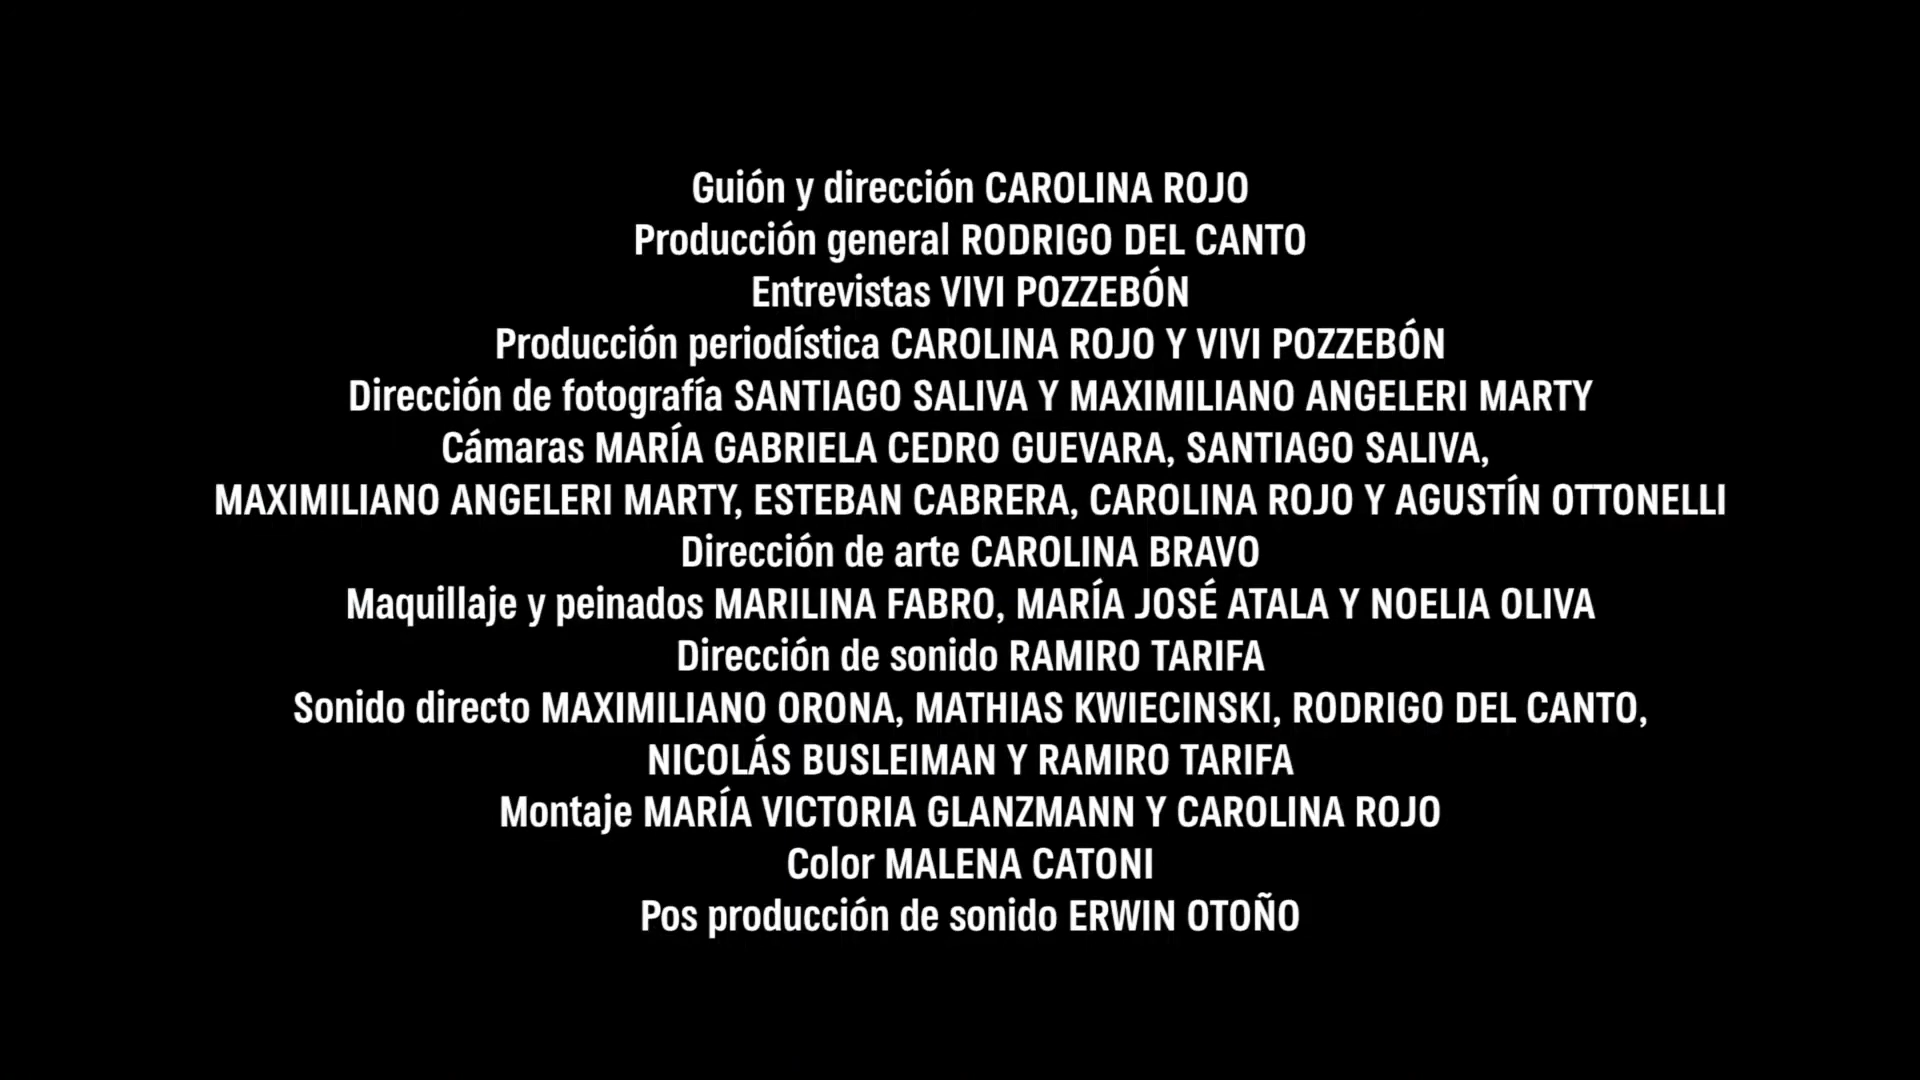 Guión y dirección CAROLINA ROJO
Producción general RODRIGO DEL CANTO
Entrevistas VIVI POZZEBÓN
Producción periodística CAROLINA ROJO Y VIVI POZZEBÓN
Dirección de fotografía SANTIAGO SALIVA Y MAXIMILIANO ANGELERI MARTY
Cámaras MARÍA GABRIELA CEDRO GUEVARA, SANTIAGO SALIVA,
MAXIMILIANO ANGELERI MARTY, ESTEBAN CABRERA, CAROLINA ROJO Y AGUSTÍN OTTONELLI
Dirección de arte CAROLINA BRAVO
Maquillaje y peinados MARILINA FABRO, MARÍA JOSÉ ATALA Y NOELIA OLIVA
Dirección de sonido RAMIRO TARIFA
Sonido directo MAXIMILIANO ORONA, MATHIAS KWIECINSKI, RODRIGO DEL CANTO,
NICOLÁS BUSLEIMAN Y RAMIRO TARIFA
Montaje MARÍA VICTORIA GLANZMANN Y CAROLINA ROJO
Color MALENA CATONI
Pos producción de sonido ERWIN OTOÑO